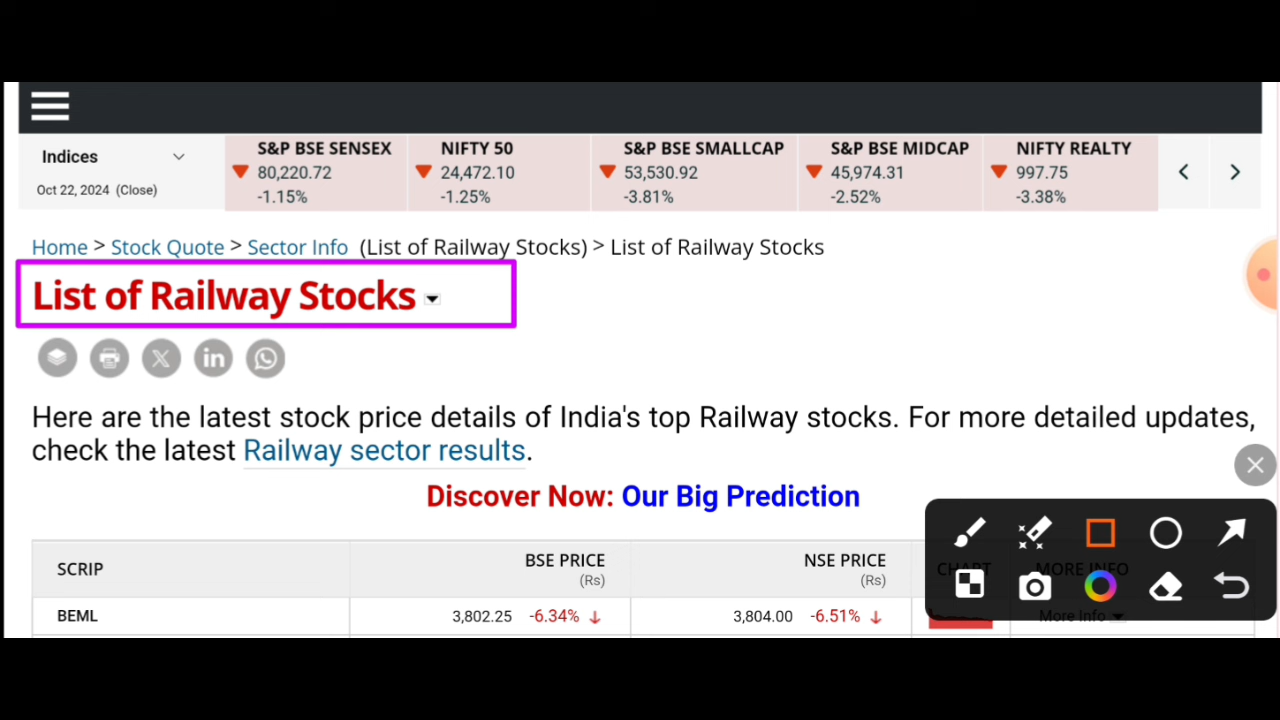 Indices
Oct 22, 2024 (Close)
S&P BSE SENSEX
80,220.72
-1.15%
NIFTY 50
24,472.10
-1.25%
S&P BSE SMALLCAP
53,530.92
-3.81%
S&P BSE MIDCAP
45,974.31
-2.52%
NIFTY REALTY
997.75
-3.38%
Home > Stock Quote > Sector Info (List of Railway Stocks) > List of Railway Stocks
List of Railway Stocks
Here are the latest stock price details of India's top Railway stocks. For more detailed updates,
check the latest Railway sector results.
Discover Now: Our Big Prediction
SCRIP BSE PRICE (Rs) NSE PRICE (Rs) CHART MORE INFO
BEML 3,802.25 -6.34% ↓ 3,804.00 -6.51% ↓ More Info